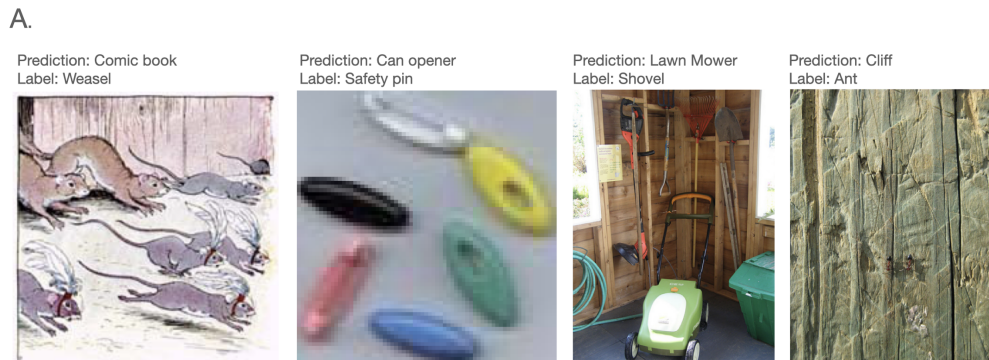 A.
Prediction: Comic book
Label: Weasel
Prediction: Can opener
Label: Safety pin
Prediction: Lawn Mower
Label: Shovel
Prediction: Cliff
Label: Ant